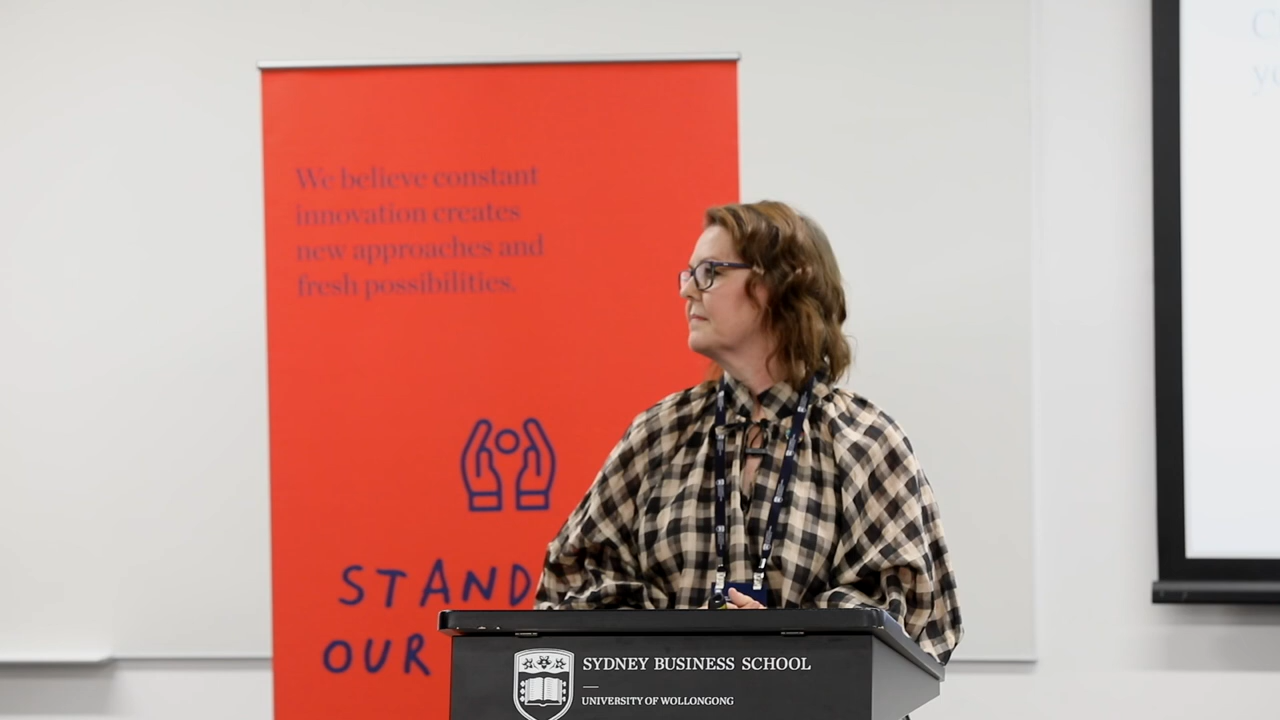 We believe constant
innovation creates
new approaches and
fresh possibilities.
STAND
OUR
SYDNEY BUSINESS SCHOOL
UNIVERSITY OF WOLLONGONG